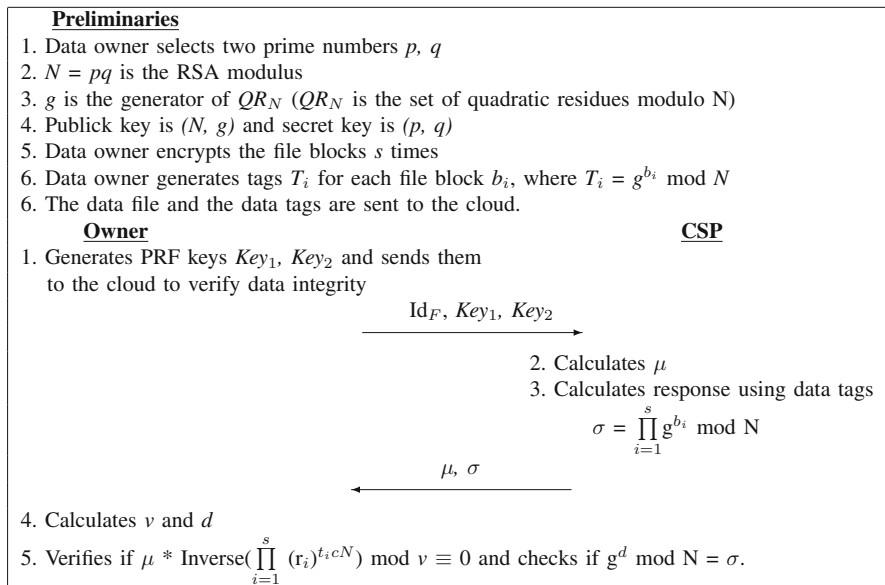 Preliminaries
1. Data owner selects two prime numbers p, q
2. N = pq is the RSA modulus
3. g is the generator of QR_N (QR_N is the set of quadratic residues modulo N)
4. Publick key is (N, g) and secret key is (p, q)
5. Data owner encrypts the file blocks s times
6. Data owner generates tags T_i for each file block b_i, where T_i = g^{b_i} mod N
6. The data file and the data tags are sent to the cloud.
Owner CSP
1. Generates PRF keys Key_1, Key_2 and sends them
to the cloud to verify data integrity
Id_F, Key_1, Key_2
2. Calculates μ
3. Calculates response using data tags
σ = ∏_{i=1}^{s} g^{b_i} mod N
μ, σ
4. Calculates v and d
5. Verifies if μ * Inverse(∏_{i=1}^{s} (r_i)^{t_i c N}) mod v ≡ 0 and checks if g^d mod N = σ.